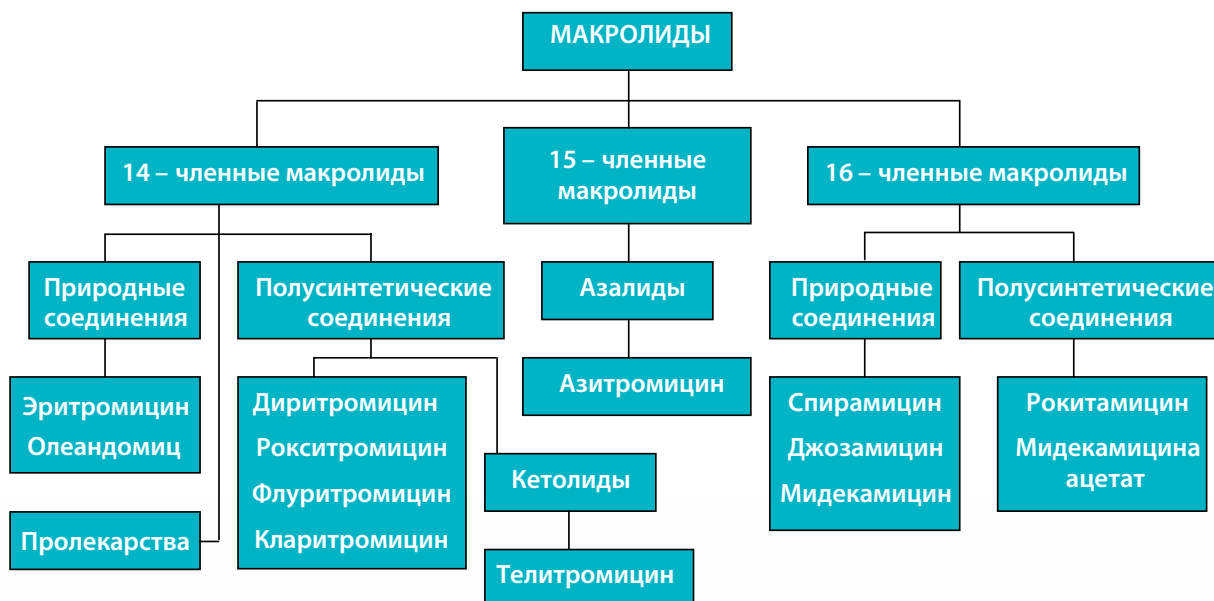 МАКРОЛИДЫ
14 – членные макролиды
15 – членные
макролиды
16 – членные макролиды
Природные
соединения
Полусинтетические
соединения
Азалиды
Природные
соединения
Полусинтетические
соединения
Эритромицин
Олеандомиц
Диритромицин
Рокситромицин
Флуритромицин
Кларитромицин
Азитромицин
Спирамицин
Джозамицин
Мидекамицин
Рокитамицин
Мидекамицина
ацетат
Кетолиды
Пролекарства
Телитромицин